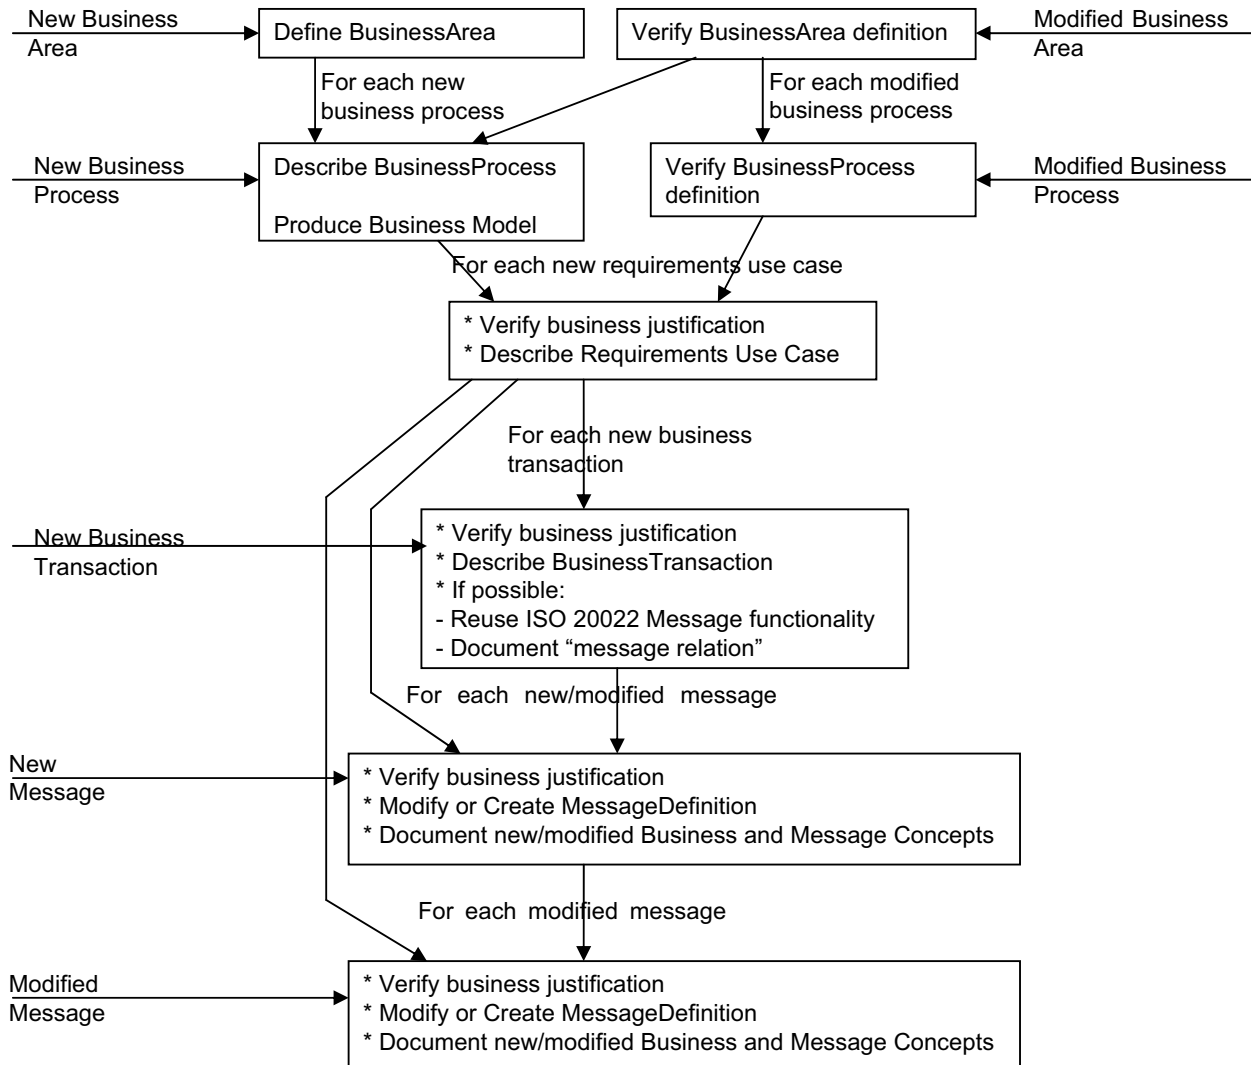 New Business
Area
Define BusinessArea
Verify BusinessArea definition
Modified Business
Area
For each new
business process
For each modified
business process
New Business
Process
Describe BusinessProcess
Produce Business Model
Verify BusinessProcess
definition
Modified Business
Process
For each new requirements use case
* Verify business justification
* Describe Requirements Use Case
For each new business
transaction
New Business
Transaction
* Verify business justification
* Describe BusinessTransaction
* If possible:
- Reuse ISO 20022 Message functionality
- Document “message relation”
For each new/modified message
New
Message
* Verify business justification
* Modify or Create MessageDefinition
* Document new/modified Business and Message Concepts
For each modified message
Modified
Message
* Verify business justification
* Modify or Create MessageDefinition
* Document new/modified Business and Message Concepts